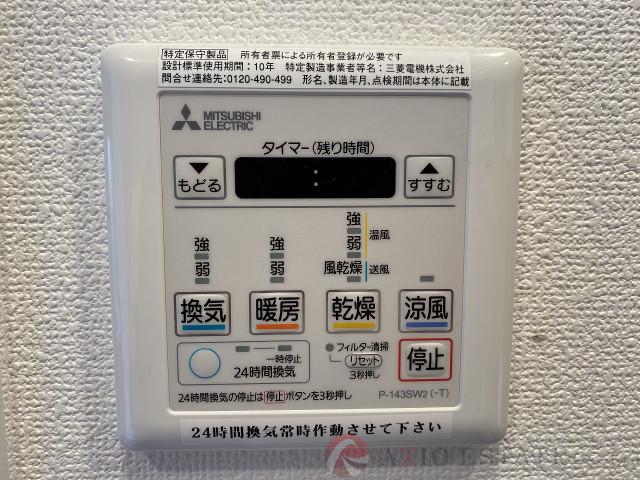 特定保守製品 所有者票による所有者登録が必要です
設計標準使用期間:10年 特定製造事業者等名:三菱電機株式会社
問合せ連絡先:0120-490-499 形名、製造年月、点検期間は本体に記載
MITSUBISHI
ELECTRIC
タイマー(残り時間)
▼ ▲
もどる : すすむ
強
強 強 弱 温風
弱 弱 風乾燥 送風
換気 暖房 乾燥 涼風
一時停止 フィルター清掃
24時間換気 リセット 停止
3秒押し
24時間換気の停止は停止ボタンを3秒押し P-143SW2(-T)
24時間換気常時作動させて下さい
AXIO ESTATE